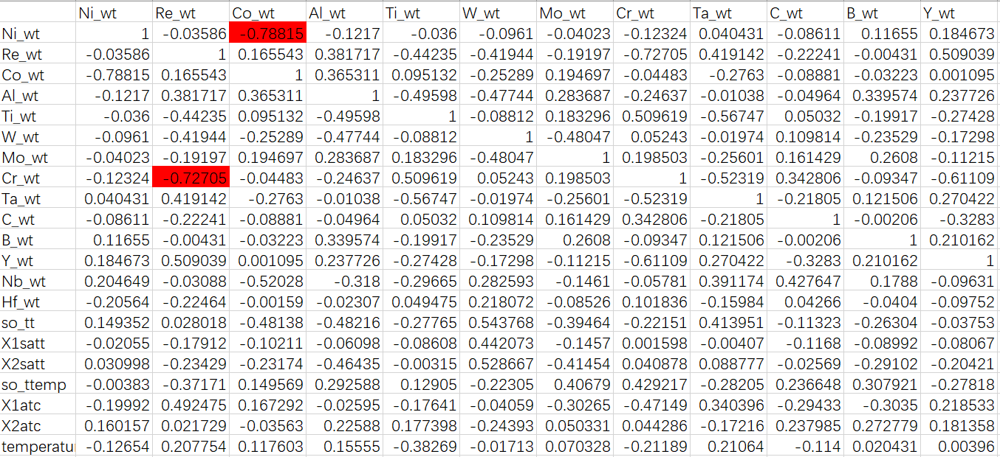 Ni_wt Re_wt Co_wt Al_wt Ti_wt W_wt Mo_wt Cr_wt Ta_wt C_wt B_wt Y_wt
Ni_wt 1 -0.03586 -0.78815 -0.1217 -0.036 -0.0961 -0.04023 -0.12324 0.040431 -0.08611 0.11655 0.184673
Re_wt -0.03586 1 0.165543 0.381717 -0.44235 -0.41944 -0.19197 -0.72705 0.419142 -0.22241 -0.00431 0.509039
Co_wt -0.78815 0.165543 1 0.365311 0.095132 -0.25289 0.194697 -0.04483 -0.2763 -0.08881 -0.03223 0.001095
Al_wt -0.1217 0.381717 0.365311 1 -0.49598 -0.47744 0.283687 -0.24637 -0.01038 -0.04964 0.339574 0.237726
Ti_wt -0.036 -0.44235 0.095132 -0.49598 1 -0.08812 0.183296 0.509619 -0.56747 0.05032 -0.19917 -0.27428
W_wt -0.0961 -0.41944 -0.25289 -0.47744 -0.08812 1 -0.48047 0.05243 -0.01974 0.109814 -0.23529 -0.17298
Mo_wt -0.04023 -0.19197 0.194697 0.283687 0.183296 -0.48047 1 0.198503 -0.25601 0.161429 0.2608 -0.11215
Cr_wt -0.12324 -0.72705 -0.04483 -0.24637 0.509619 0.05243 0.198503 1 -0.52319 0.342806 -0.09347 -0.61109
Ta_wt 0.040431 0.419142 -0.2763 -0.01038 -0.56747 -0.01974 -0.25601 -0.52319 1 -0.21805 0.121506 0.270422
C_wt -0.08611 -0.22241 -0.08881 -0.04964 0.05032 0.109814 0.161429 0.342806 -0.21805 1 -0.00206 -0.3283
B_wt 0.11655 -0.00431 -0.03223 0.339574 -0.19917 -0.23529 0.2608 -0.09347 0.121506 -0.00206 1 0.210162
Y_wt 0.184673 0.509039 0.001095 0.237726 -0.27428 -0.17298 -0.11215 -0.61109 0.270422 -0.3283 0.210162 1
Nb_wt 0.204649 -0.03088 -0.52028 -0.318 -0.29665 0.282593 -0.1461 -0.05781 0.391174 0.427647 0.1788 -0.09631
Hf_wt -0.20564 -0.22464 -0.00159 -0.02307 0.049475 0.218072 -0.08526 0.101836 -0.15984 0.04266 -0.0404 -0.09752
so_tt 0.149352 0.028018 -0.48138 -0.48216 -0.27765 0.543768 -0.39464 -0.22151 0.413951 -0.11323 -0.26304 -0.03753
X1satt -0.02055 -0.17912 -0.10211 -0.06098 -0.08608 0.442073 -0.1457 0.001598 -0.00407 -0.1168 -0.08992 -0.08067
X2satt 0.030998 -0.23429 -0.23174 -0.46435 -0.00315 0.528667 -0.41454 0.040878 0.088777 -0.02569 -0.29102 -0.20421
so_ttemp -0.00383 -0.37171 0.149569 0.292588 0.12905 -0.22305 0.40679 0.429217 -0.28205 0.236648 0.307921 -0.27818
X1atc -0.19992 0.492475 0.167292 -0.02595 -0.17641 -0.04059 -0.30265 -0.47149 0.340396 -0.29433 -0.3035 0.218533
X2atc 0.160157 0.021729 -0.03563 0.22588 0.177398 -0.24393 0.050331 0.044286 -0.17216 0.237985 0.272779 0.181358
temperatu -0.12654 0.207754 0.117603 0.15555 -0.38269 -0.01713 0.070328 -0.21189 0.21064 -0.114 0.020431 0.00396